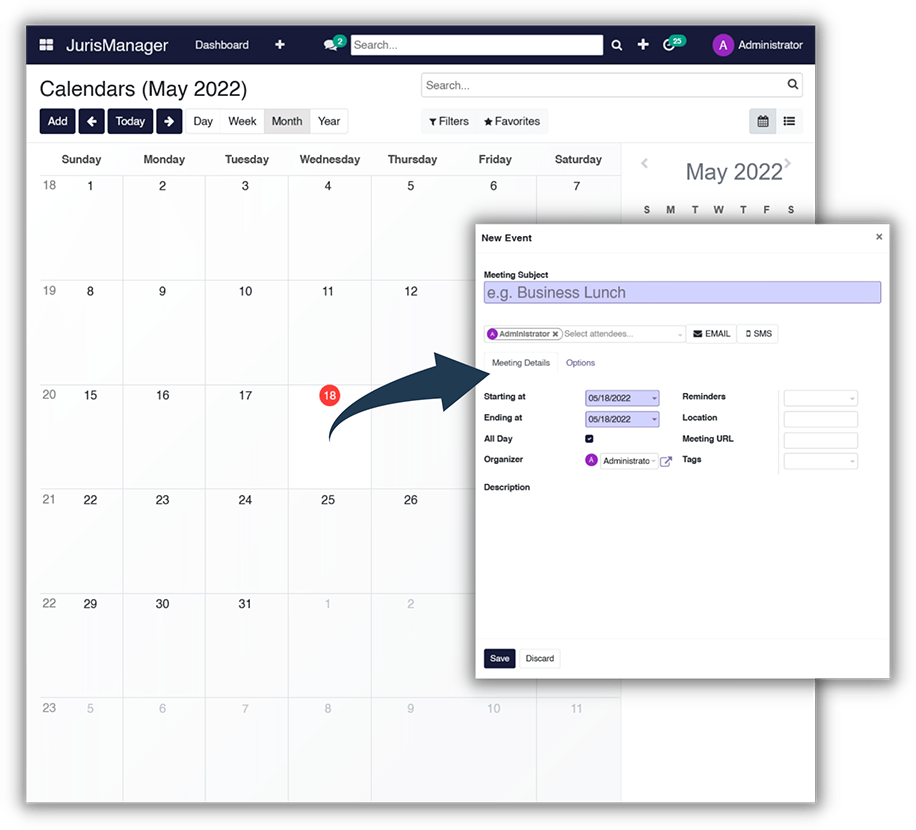 JurisManager Dashboard 2 Search... 25 A Administrator
Calendars (May 2022) Search...
Add Today Day Week Month Year Filters Favorites
Sunday Monday Tuesday Wednesday Thursday Friday Saturday
May 2022
18 1 2 3 4 5 6 7
S M T W T F S
19 8 9 10 11 12
20 15 16 17 18
21 22 23 24 25 26
22 29 30 31 1 2
23 5 6 7 8 9 10 11
New Event ×
Meeting Subject
e.g. Business Lunch
A Administrator × Select attendees... EMAIL SMS
Meeting Details Options
Starting at 05/18/2022 Reminders
Ending at 05/18/2022 Location
All Day Meeting URL
Organizer A Administrato Tags
Description
Save Discard